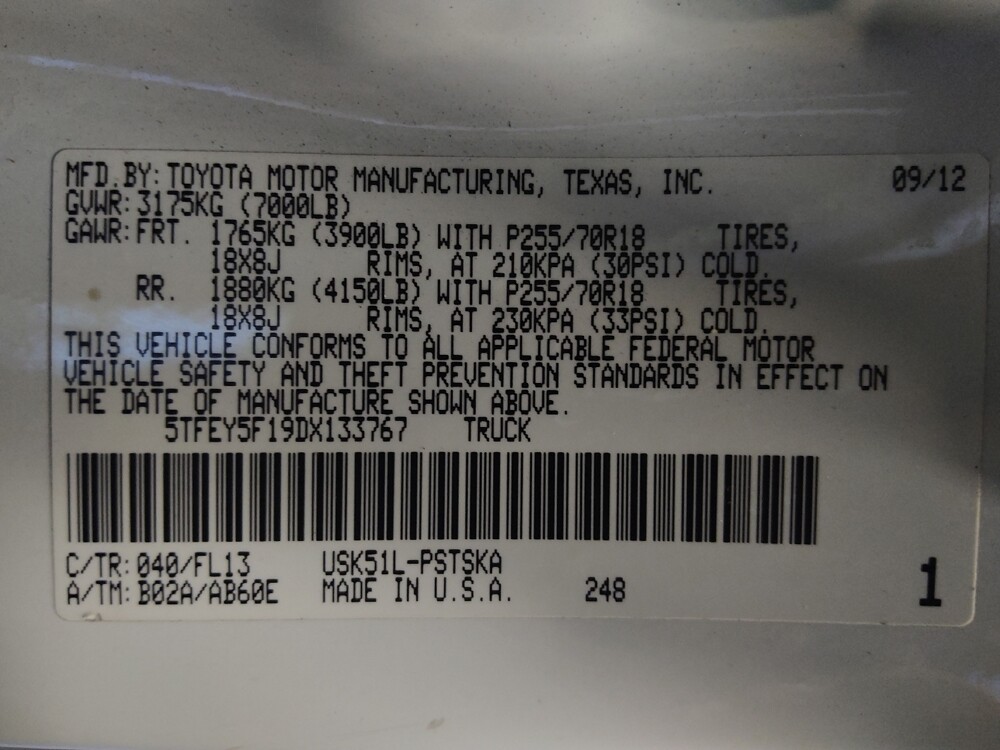 MFD.BY: TOYOTA MOTOR MANUFACTURING, TEXAS, INC. 09/12
GVWR: 3175KG (7000LB)
GAWR: FRT. 1765KG (3900LB) WITH P255/70R18 TIRES,
18X8J RIMS, AT 210KPA (30PSI) COLD.
RR. 1880KG (4150LB) WITH P255/70R18 TIRES,
18X8J RIMS, AT 230KPA (33PSI) COLD.
THIS VEHICLE CONFORMS TO ALL APPLICABLE FEDERAL MOTOR
VEHICLE SAFETY AND THEFT PREVENTION STANDARDS IN EFFECT ON
THE DATE OF MANUFACTURE SHOWN ABOVE.
5TFEY5F19DX133767 TRUCK
C/TR: 040/FL13 USK51L-PSTSKA
A/TM: B02A/AB60E MADE IN U.S.A. 248 1